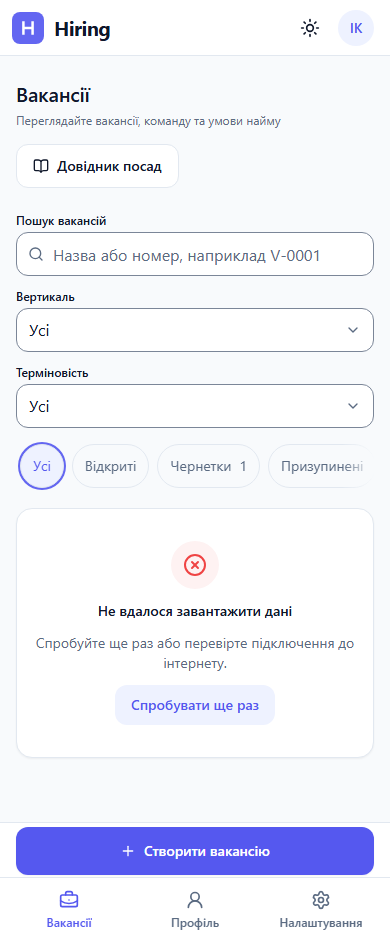 H Hiring
ІК
Вакансії
Переглядайте вакансії, команду та умови найму
Довідник посад
Пошук вакансій
Назва або номер, наприклад V-0001
Вертикаль
Усі
Терміновість
Усі
Усі Відкриті Чернетки 1 Призупинені
Не вдалося завантажити дані
Спробуйте ще раз або перевірте підключення до
інтернету.
Спробувати ще раз
+ Створити вакансію
Вакансії Профіль Налаштування